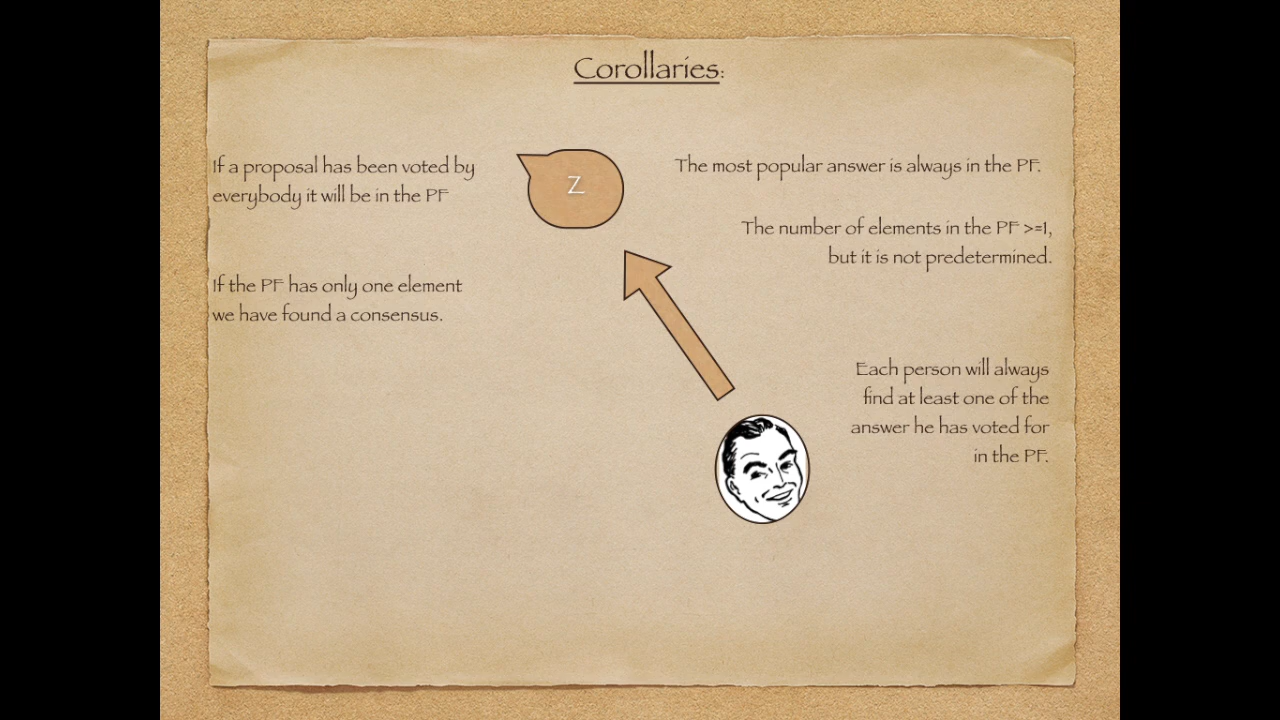 Corollaries:
If a proposal has been voted by
everybody it will be in the PF
Z
The most popular answer is always in the PF.
The number of elements in the PF >=1,
but it is not predetermined.
If the PF has only one element
we have found a consensus.
Each person will always
find at least one of the
answer he has voted for
in the PF.